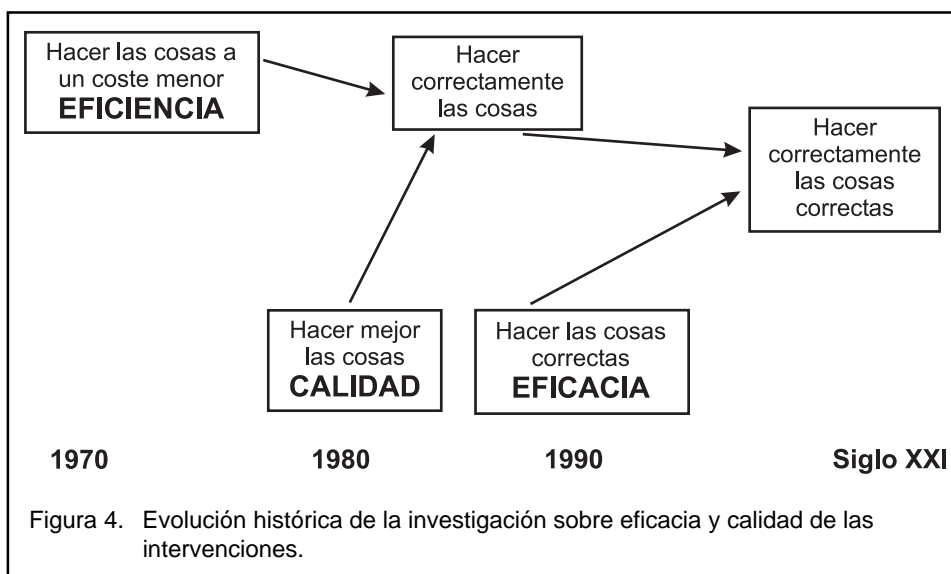 Hacer las cosas a
un coste menor
EFICIENCIA
Hacer
correctamente
las cosas
Hacer
correctamente
las cosas
correctas
Hacer mejor
las cosas
CALIDAD
Hacer las cosas
correctas
EFICACIA
1970
1980
1990
Siglo XXI
Figura 4. Evolución histórica de la investigación sobre eficacia y calidad de las
intervenciones.